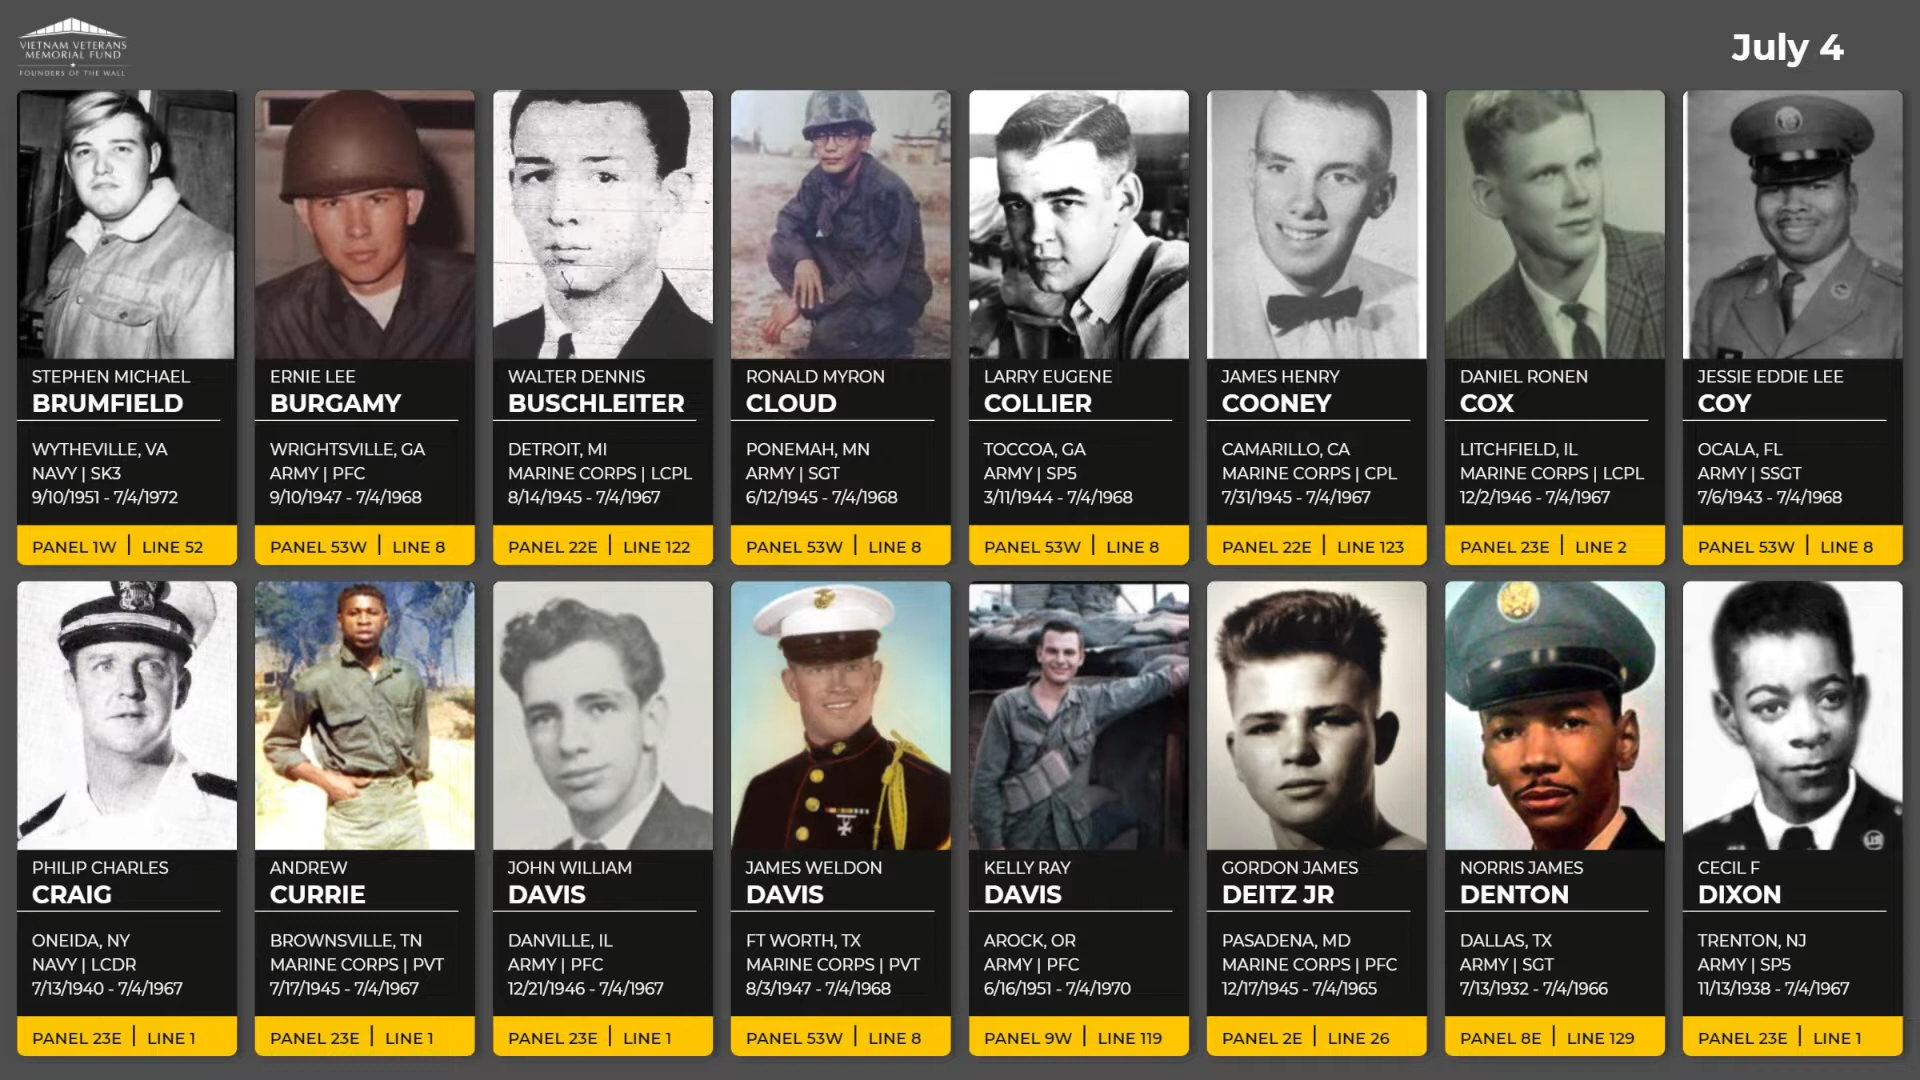 VIETNAM VETERANS
MEMORIAL FUND
FOUNDERS OF THE WALL
July 4
STEPHEN MICHAEL
BRUMFIELD
WYTHEVILLE, VA
NAVY | SK3
9/10/1951 - 7/4/1972
PANEL 1W | LINE 52
ERNIE LEE
BURGAMY
WRIGHTSVILLE, GA
ARMY | PFC
9/10/1947 - 7/4/1968
PANEL 53W | LINE 8
WALTER DENNIS
BUSCHLEITER
DETROIT, MI
MARINE CORPS | LCPL
8/14/1945 - 7/4/1967
PANEL 22E | LINE 122
RONALD MYRON
CLOUD
PONEMAH, MN
ARMY | SGT
6/12/1945 - 7/4/1968
PANEL 53W | LINE 8
LARRY EUGENE
COLLIER
TOCCOA, GA
ARMY | SP5
3/11/1944 - 7/4/1968
PANEL 53W | LINE 8
JAMES HENRY
COONEY
CAMARILLO, CA
MARINE CORPS | CPL
7/31/1945 - 7/4/1967
PANEL 22E | LINE 123
DANIEL RONEN
COX
LITCHFIELD, IL
MARINE CORPS | LCPL
12/2/1946 - 7/4/1967
PANEL 23E | LINE 2
JESSIE EDDIE LEE
COY
OCALA, FL
ARMY | SSGT
7/6/1943 - 7/4/1968
PANEL 53W | LINE 8
PHILIP CHARLES
CRAIG
ONEIDA, NY
NAVY | LCDR
7/13/1940 - 7/4/1967
PANEL 23E | LINE 1
ANDREW
CURRIE
BROWNSVILLE, TN
MARINE CORPS | PVT
7/17/1945 - 7/4/1967
PANEL 23E | LINE 1
JOHN WILLIAM
DAVIS
DANVILLE, IL
ARMY | PFC
12/21/1946 - 7/4/1967
PANEL 23E | LINE 1
JAMES WELDON
DAVIS
FT WORTH, TX
MARINE CORPS | PVT
8/3/1947 - 7/4/1968
PANEL 53W | LINE 8
KELLY RAY
DAVIS
AROCK, OR
ARMY | PFC
6/16/1951 - 7/4/1970
PANEL 9W | LINE 119
GORDON JAMES
DEITZ JR
PASADENA, MD
MARINE CORPS | PFC
12/17/1945 - 7/4/1965
PANEL 2E | LINE 26
NORRIS JAMES
DENTON
DALLAS, TX
ARMY | SGT
7/13/1932 - 7/4/1966
PANEL 8E | LINE 129
CECIL F
DIXON
TRENTON, NJ
ARMY | SP5
11/13/1938 - 7/4/1967
PANEL 23E | LINE 1